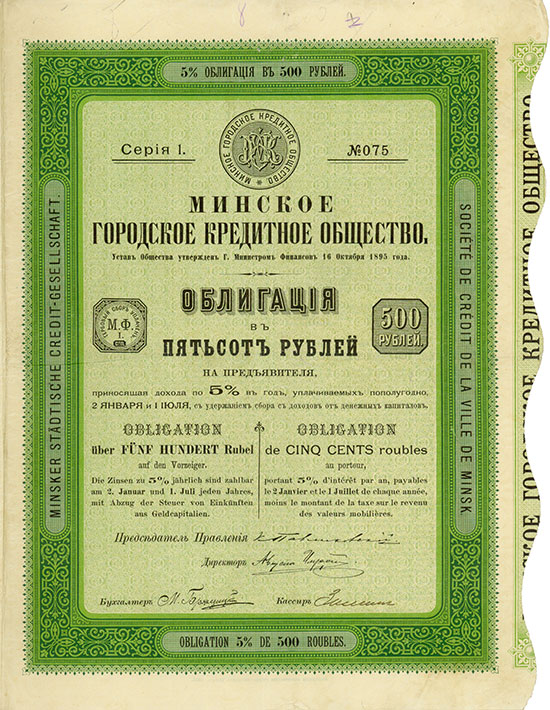 5% ОБЛИГАЦІЯ ВЪ 500 РУБЛЕЙ.
МИНСКОЕ ГОРОДСКОЕ КРЕДИТНОЕ ОБЩЕСТВО
Серія I.
№075
МИНСКОЕ
ГОРОДСКОЕ КРЕДИТНОЕ ОБЩЕСТВО.
Уставъ Общества утвержденъ Г. Министромъ Финансовъ 16 Октября 1895 года.
ОБЛИГАЦІЯ
ВЪ
М.Ф.
I.
500
РУБЛЕЙ.
ПЯТЬСОТЪ РУБЛЕЙ
НА ПРЕДЪЯВИТЕЛЯ,
приносящая дохода по 5% въ годъ, уплачиваемыхъ пополугодно,
2 ЯНВАРЯ и 1 ІЮЛЯ, съ удержаніемъ сбора съ доходовъ отъ денежныхъ капиталовъ.
OBLIGATION
über FÜNF HUNDERT Rubel
auf den Vorzeiger.
Die Zinsen zu 5% jährlich sind zahlbar
am 2. Januar und 1. Juli jeden Jahres,
mit Abzug der Steuer von Einkünften
aus Geldcapitalien.
OBLIGATION
de CINQ CENTS roubles
au porteur,
portant 5% d'intérêt par an, payables
le 2 Janvier et le 1 Juillet de chaque année,
moins le montant de la taxe sur le revenu
des valeurs mobilières.
Предсѣдатель Правленія
Директоръ
Бухгалтеръ
Кассиръ
OBLIGATION 5% DE 500 ROUBLES.
MINSKER STÄDTISCHE CREDIT-GESELLSCHAFT.
SOCIÉTÉ DE CRÉDIT DE LA VILLE DE MINSK
ГОРОДСКОЕ КРЕДИТНОЕ ОБЩЕСТВО